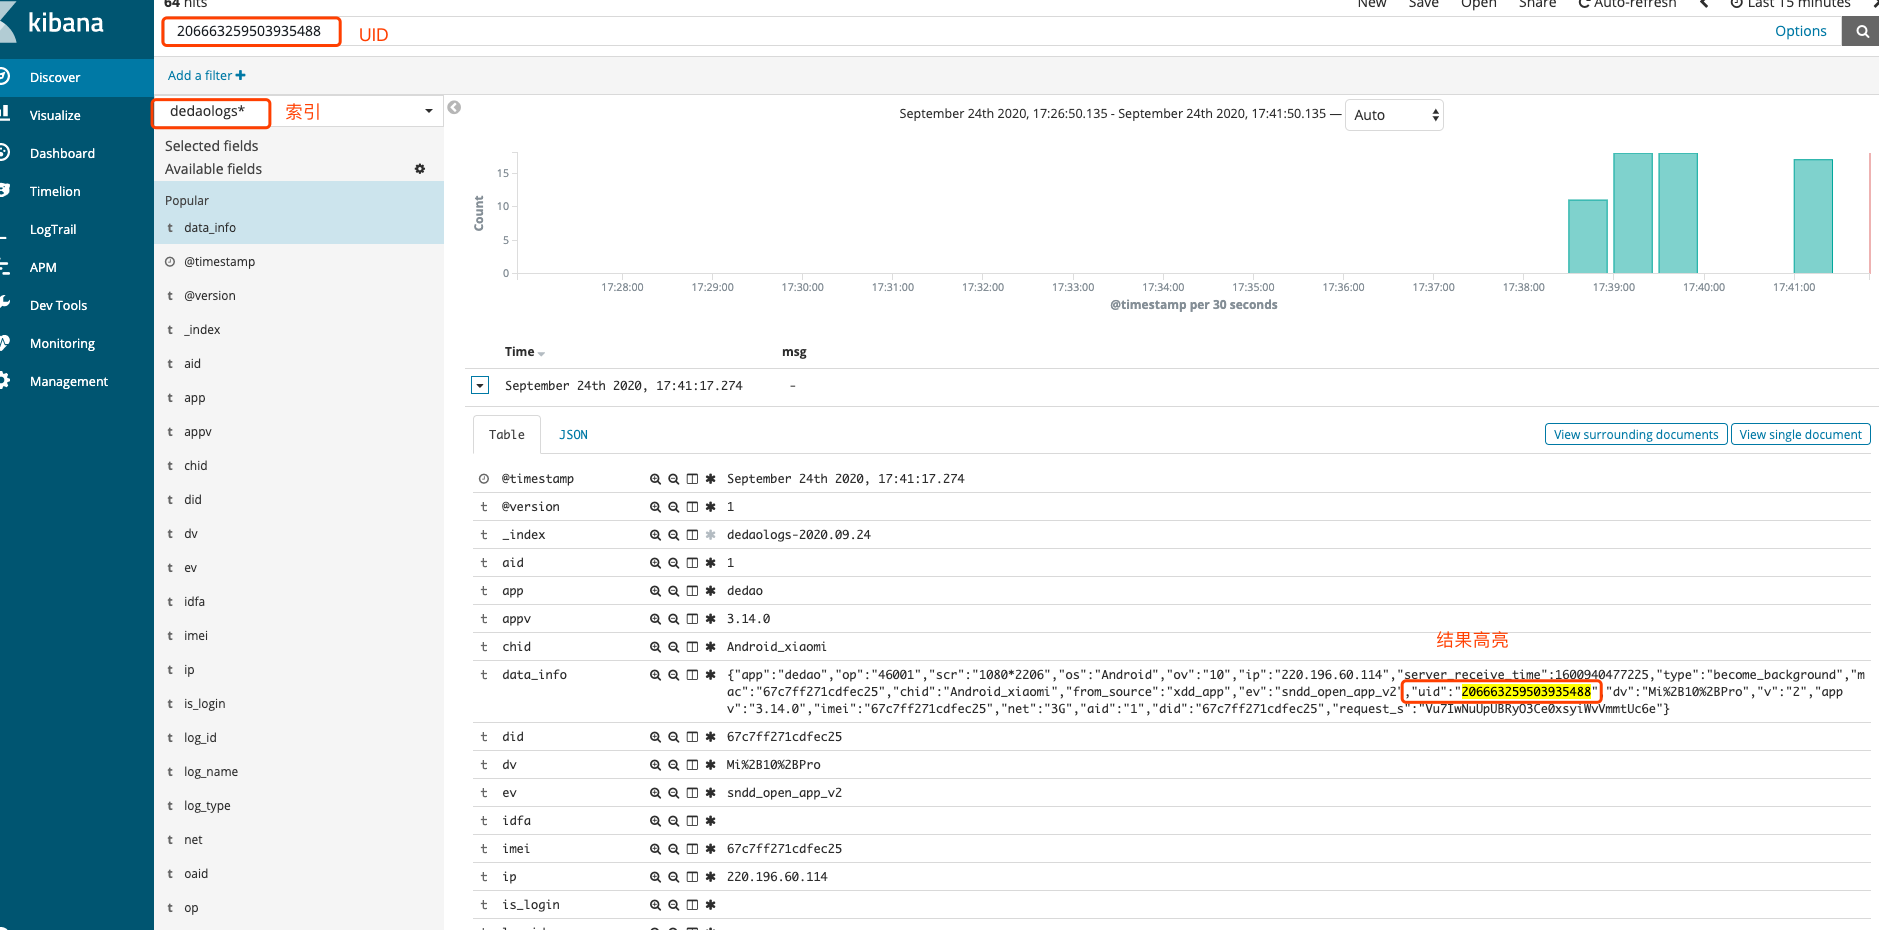 64 hits
New Save Open Share Auto-refresh Last 15 minutes
kibana
206663259503935488 UID
Options
Add a filter
Discover
Visualize
Dashboard
Timelion
LogTrail
APM
Dev Tools
Monitoring
Management
dedaologs* 索引
Selected fields
Available fields
Popular
t data_info
@timestamp
t @version
t _index
t aid
t app
t appv
t chid
t did
t dv
t ev
t idfa
t imei
t ip
t is_login
t log_id
t log_name
t log_type
t net
t oaid
t op
September 24th 2020, 17:26:50.135 - September 24th 2020, 17:41:50.135 — Auto
Count
15
10
5
0
17:28:00 17:29:00 17:30:00 17:31:00 17:32:00 17:33:00 17:34:00 17:35:00 17:36:00 17:37:00 17:38:00 17:39:00 17:40:00 17:41:00
@timestamp per 30 seconds
Time msg
September 24th 2020, 17:41:17.274 -
Table JSON View surrounding documents View single document
@timestamp September 24th 2020, 17:41:17.274
t @version 1
t _index dedaologs-2020.09.24
t aid 1
t app dedao
t appv 3.14.0
结果高亮
t chid Android_xiaomi
t data_info {"app":"dedao","op":"46001","scr":"1080*2206","os":"Android","ov":"10","ip":"220.196.60.114","server_receive_time":1600940477225,"type":"become_background","m
ac":"67c7ff271cdfec25","chid":"Android_xiaomi","from_source":"xdd_app","ev":"sndd_open_app_v2","uid":"206663259503935488","dv":"Mi%2B10%2BPro","v":"2","app
v":"3.14.0","imei":"67c7ff271cdfec25","net":"3G","aid":"1","did":"67c7ff271cdfec25","request_s":"Vu7IwNuUpUBRyO3Ce0xsyiWvVmmtUc6e"}
t did 67c7ff271cdfec25
t dv Mi%2B10%2BPro
t ev sndd_open_app_v2
t idfa
t imei 67c7ff271cdfec25
t ip 220.196.60.114
t is_login